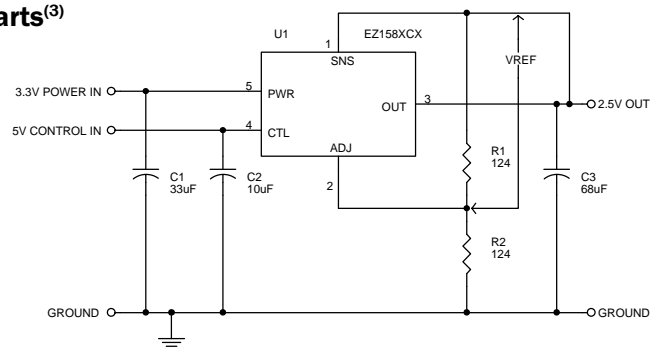 arts(3)
U1
EZ158XCX
1
SNS
VREF
3.3V POWER IN
5
PWR
OUT
3
2.5V OUT
5V CONTROL IN
4
CTL
ADJ
2
R1
124
C1
33uF
C2
10uF
C3
68uF
R2
124
GROUND
GROUND